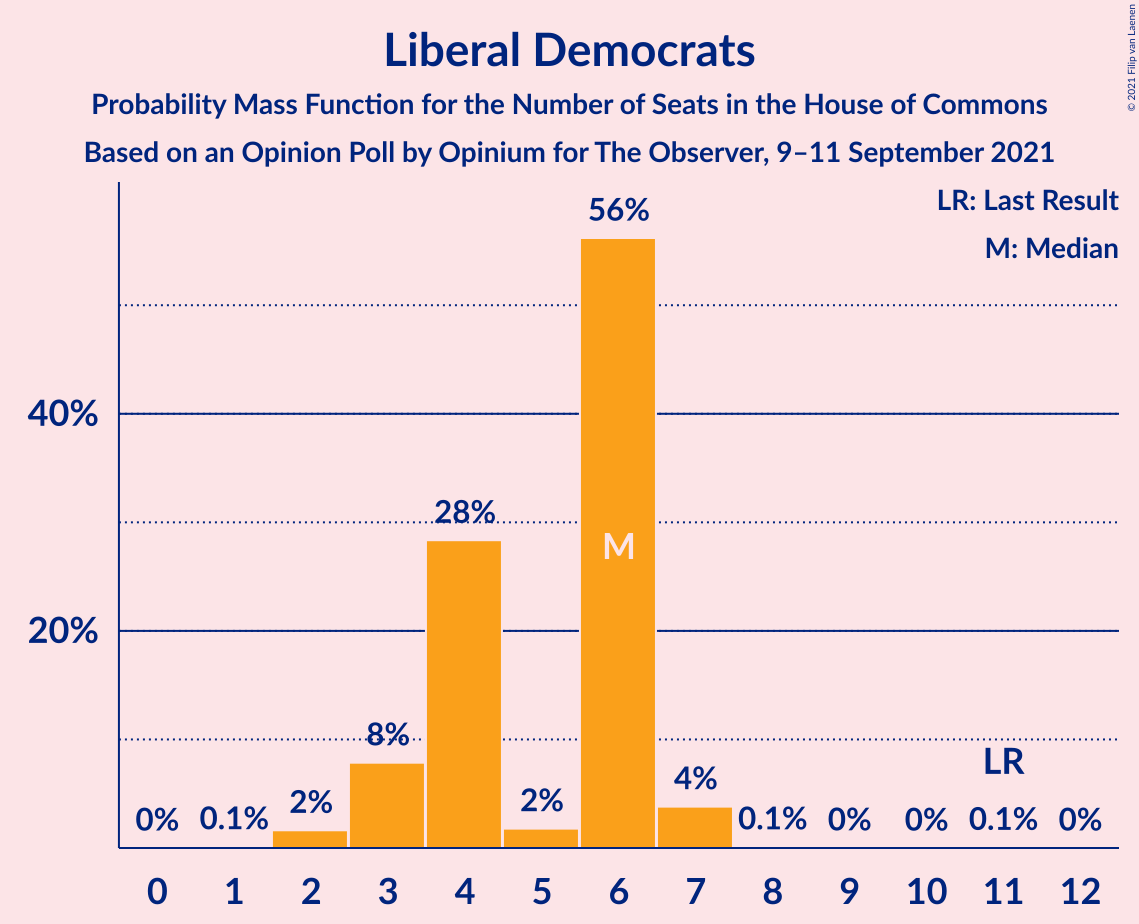 Liberal Democrats
Probability Mass Function for the Number of Seats in the House of Commons
Based on an Opinion Poll by Opinium for The Observer, 9–11 September 2021
© 2021 Filip van Laenen
LR: Last Result
M: Median
56%
40%
28%
M
20%
8%
LR
4%
2%
2%
0%
0.1%
0.1%
0%
0%
0.1%
0%
0 1 2 3 4 5 6 7 8 9 10 11 12